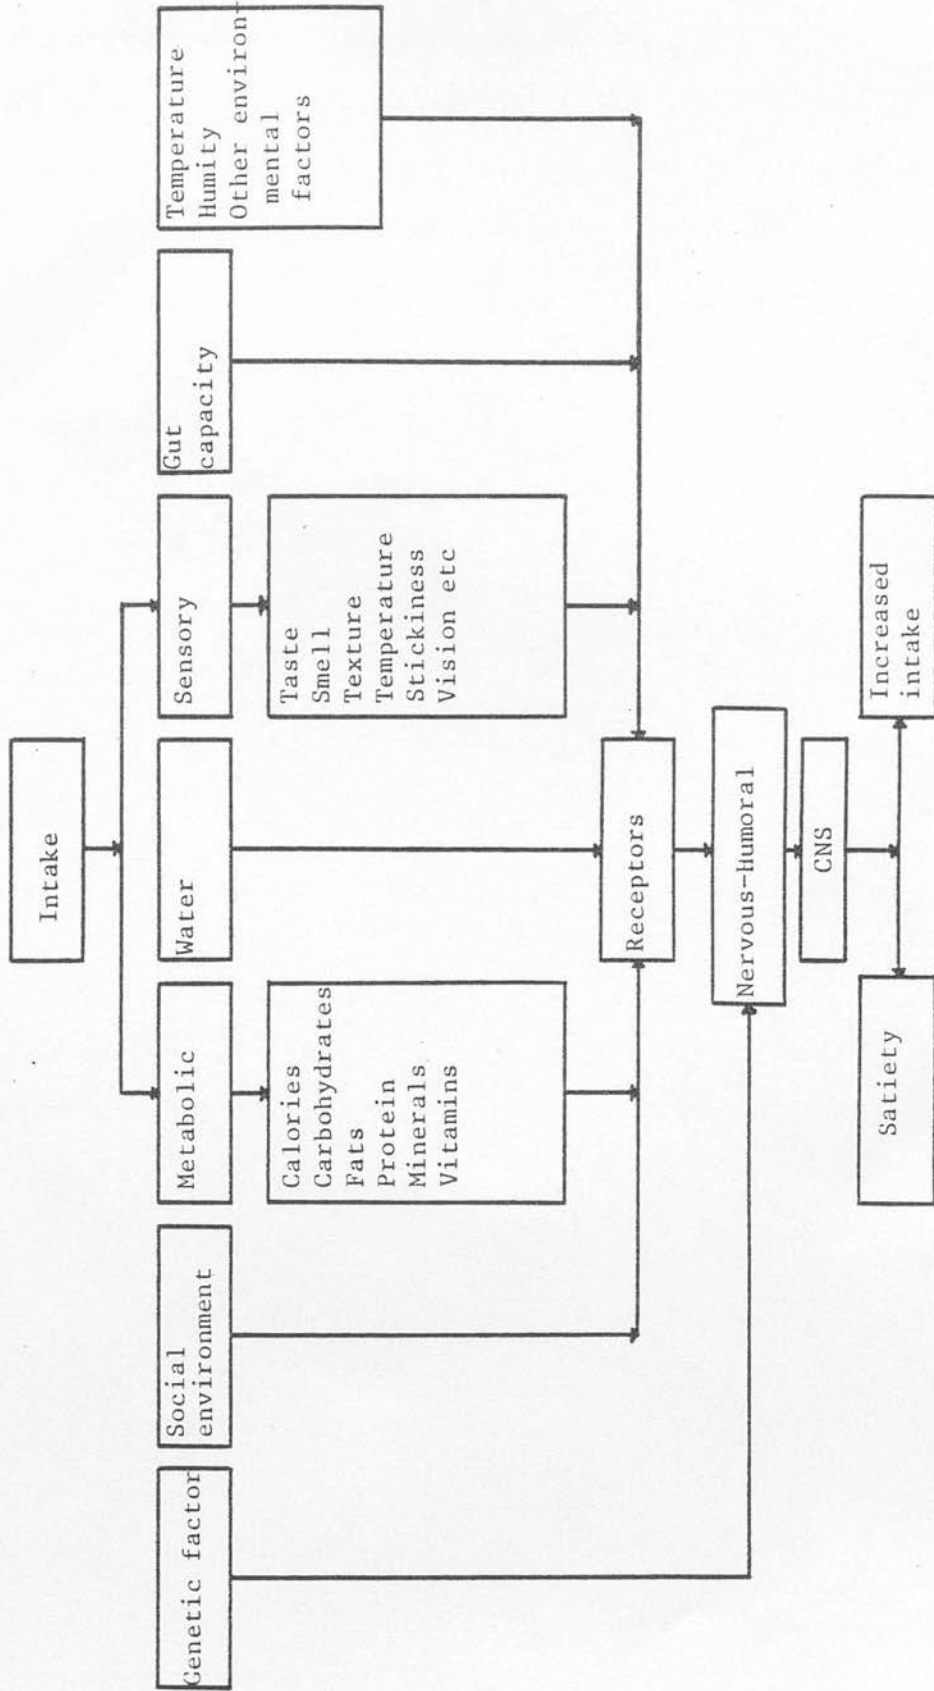 Intake
Genetic factor
Social
environment
Metabolic
Water
Sensory
Gut
capacity
Temperature
Humity
Other environ-
mental
factors
Calories
Carbohydrates
Fats
Protein
Minerals
Vitamins
Taste
Smell
Texture
Temperature
Stickiness
Vision etc
Receptors
Nervous-Humoral
CNS
Satiety
Increased
intake